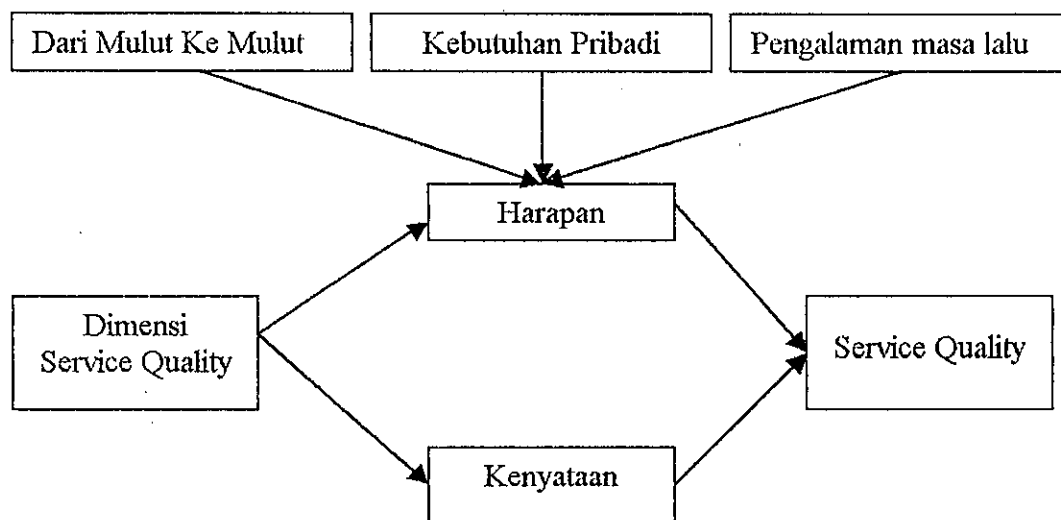 Dari Mulut Ke Mulut
Kebutuhan Pribadi
Pengalaman masa lalu
Harapan
Dimensi
Service Quality
Service Quality
Kenyataan